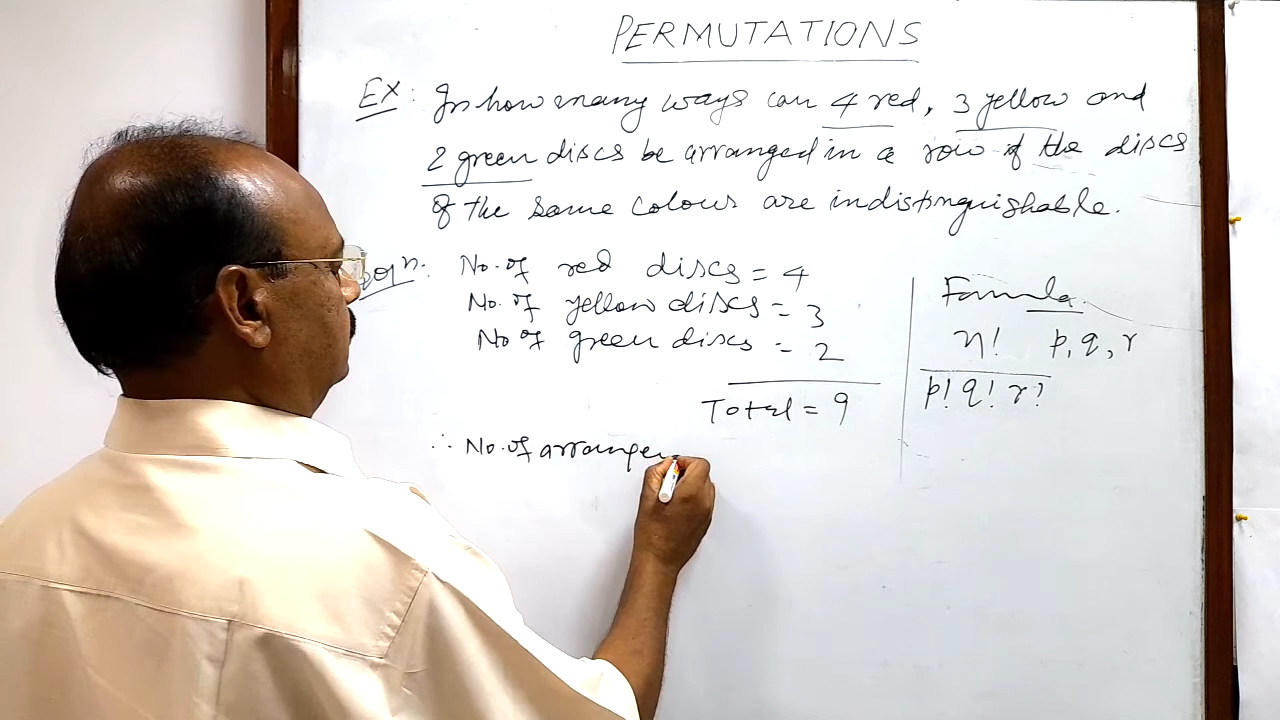 PERMUTATIONS
Ex: In how many ways can 4 red, 3 yellow and
2 green discs be arranged in a row if the discs
of the same colour are indistinguishable.
Solⁿ: No. of red discs = 4
No. of yellow discs = 3
No of green discs = 2
Total = 9
∴ No. of arrangem
Formula
n! p, q, r
p! q! r!